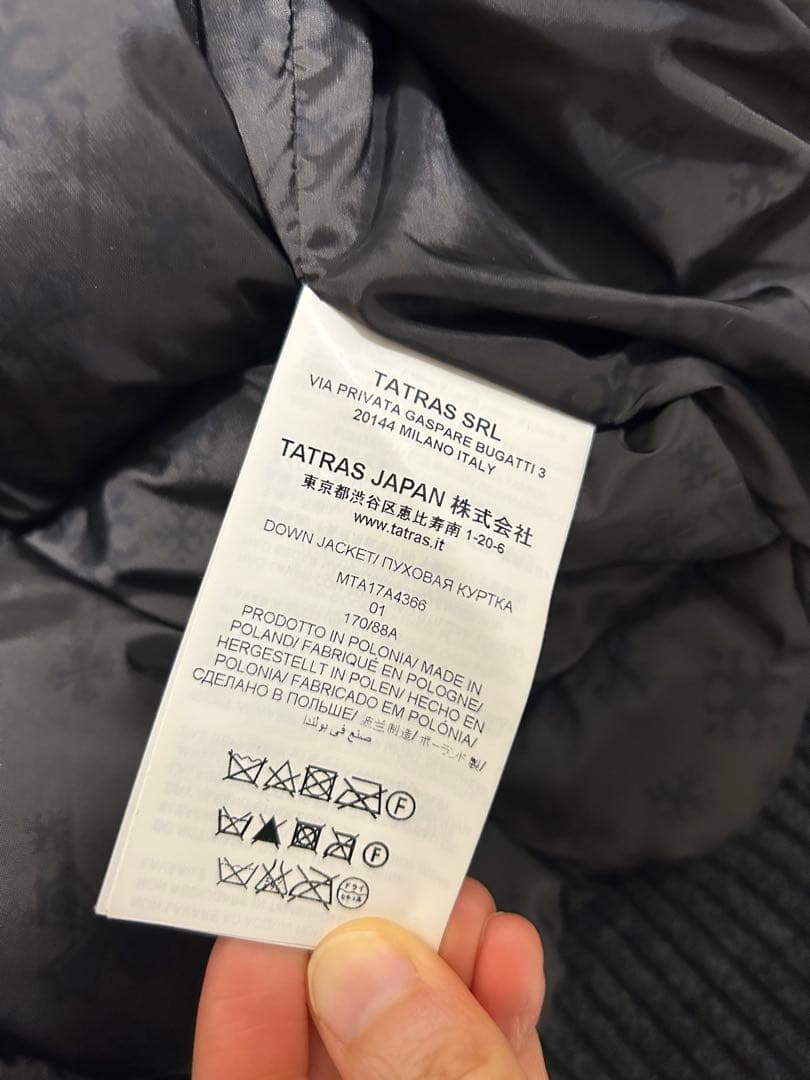 TATRAS SRL
VIA PRIVATA GASPARE BUGATTI 3
20144 MILANO ITALY
TATRAS JAPAN 株式会社
東京都渋谷区恵比寿南 1-20-6
www.tatras.it
DOWN JACKET/ ПУХОВАЯ КУРТКА
MTA17A4366
01
170/88A
PRODOTTO IN POLONIA/ MADE IN
POLAND/ FABRIQUÉ EN POLOGNE/
HERGESTELLT IN POLEN/ HECHO EN
POLONIA/ FABRICADO EM POLÓNIA/
СДЕЛАНО В ПОЛЬШЕ/ 波兰制造/ ポーランド製/
صنع في بولندا
F
F
ドライ